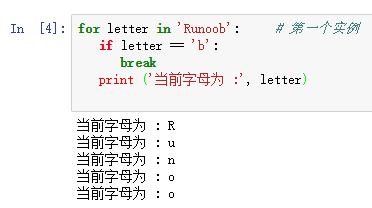 In [4]: for letter in 'Runoob':     # 第一个实例
   if letter == 'b':
      break
   print ('当前字母为 :', letter)
当前字母为 : R
当前字母为 : u
当前字母为 : n
当前字母为 : o
当前字母为 : o